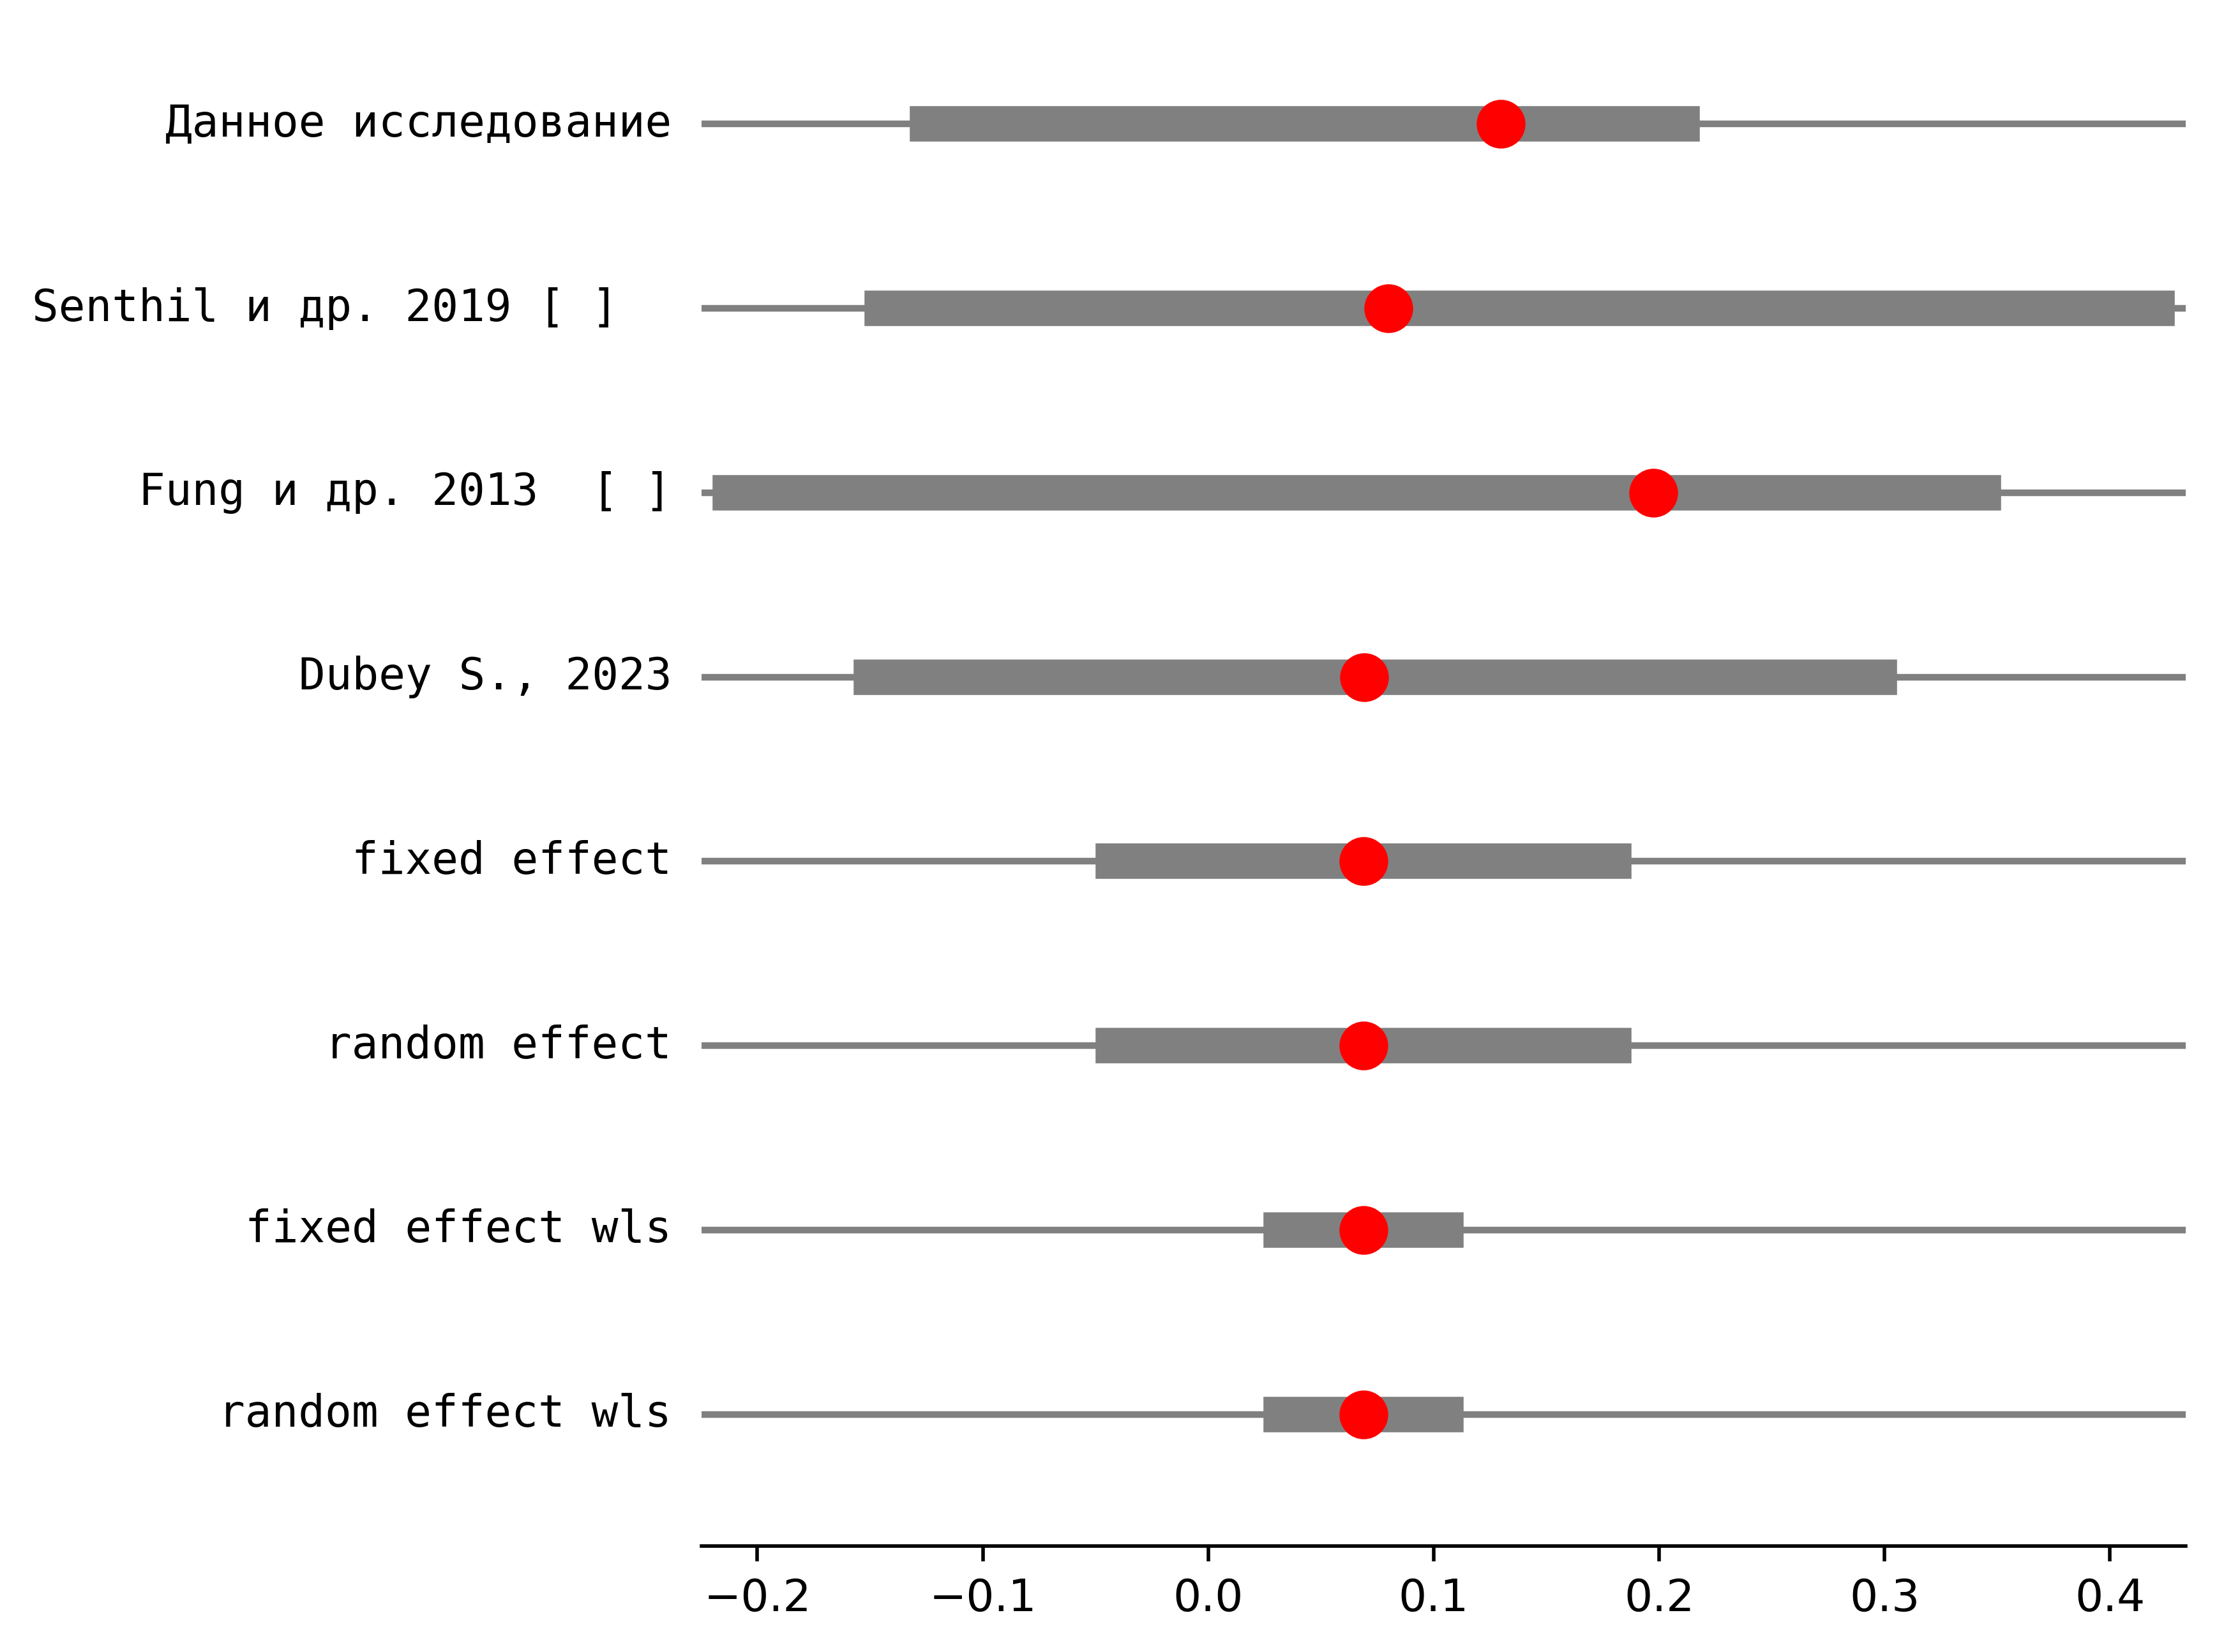 Данное исследование
Senthil и др. 2019 [ ]
Fung и др. 2013  [ ]
Dubey S., 2023
fixed effect
random effect
fixed effect wls
random effect wls
−0.2 −0.1 0.0 0.1 0.2 0.3 0.4